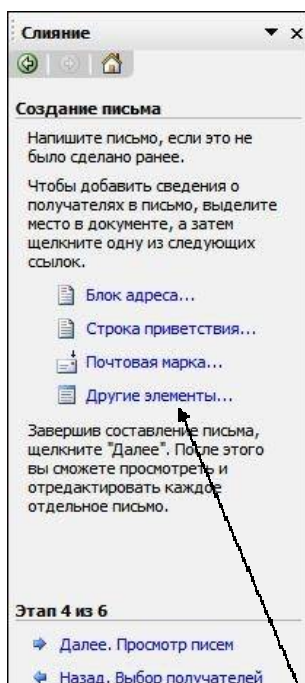 Слияние
Создание письма
Напишите письмо, если это не
было сделано ранее.
Чтобы добавить сведения о
получателях в письмо, выделите
место в документе, а затем
щелкните одну из следующих
ссылок.
Блок адреса...
Строка приветствия...
Почтовая марка...
Другие элементы...
Завершив составление письма,
щелкните "Далее". После этого
вы сможете просмотреть и
отредактировать каждое
отдельное письмо.
Этап 4 из 6
Далее. Просмотр писем
Назад. Выбор получателей